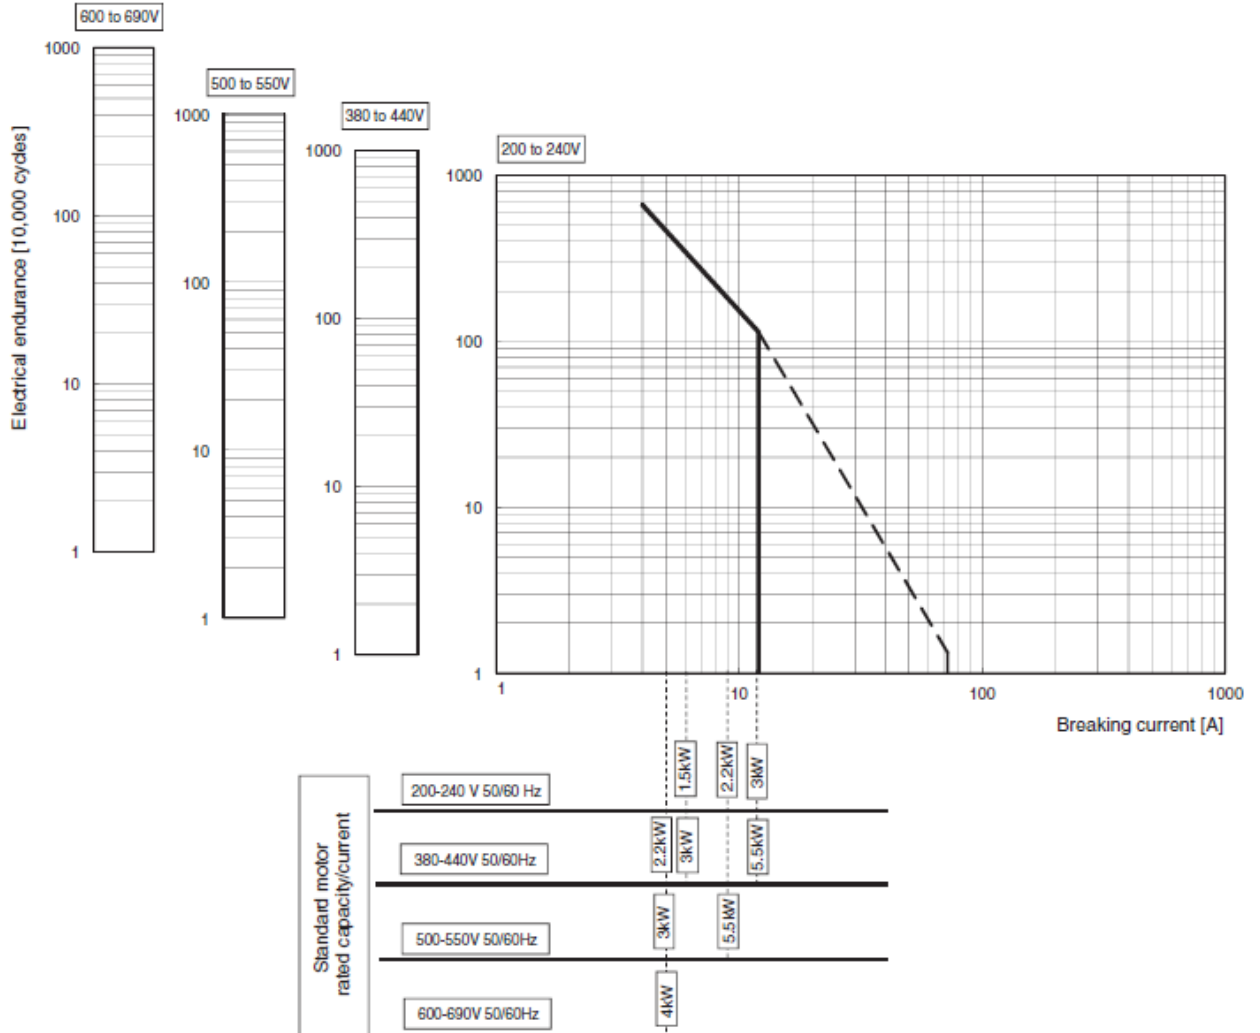 600 to 690V
500 to 550V
380 to 440V
200 to 240V
Electrical endurance [10,000 cycles]
1000
100
10
1
1000
100
10
1
1000
100
10
1
1000
100
10
1
1
10
100
1000
Breaking current [A]
Standard motor
rated capacity/current
200-240 V 50/60 Hz
1.5kW
2.2kW
3kW
380-440V 50/60Hz
2.2kW
3kW
5.5kW
500-550V 50/60Hz
3kW
5.5kW
600-690V 50/60Hz
4kW